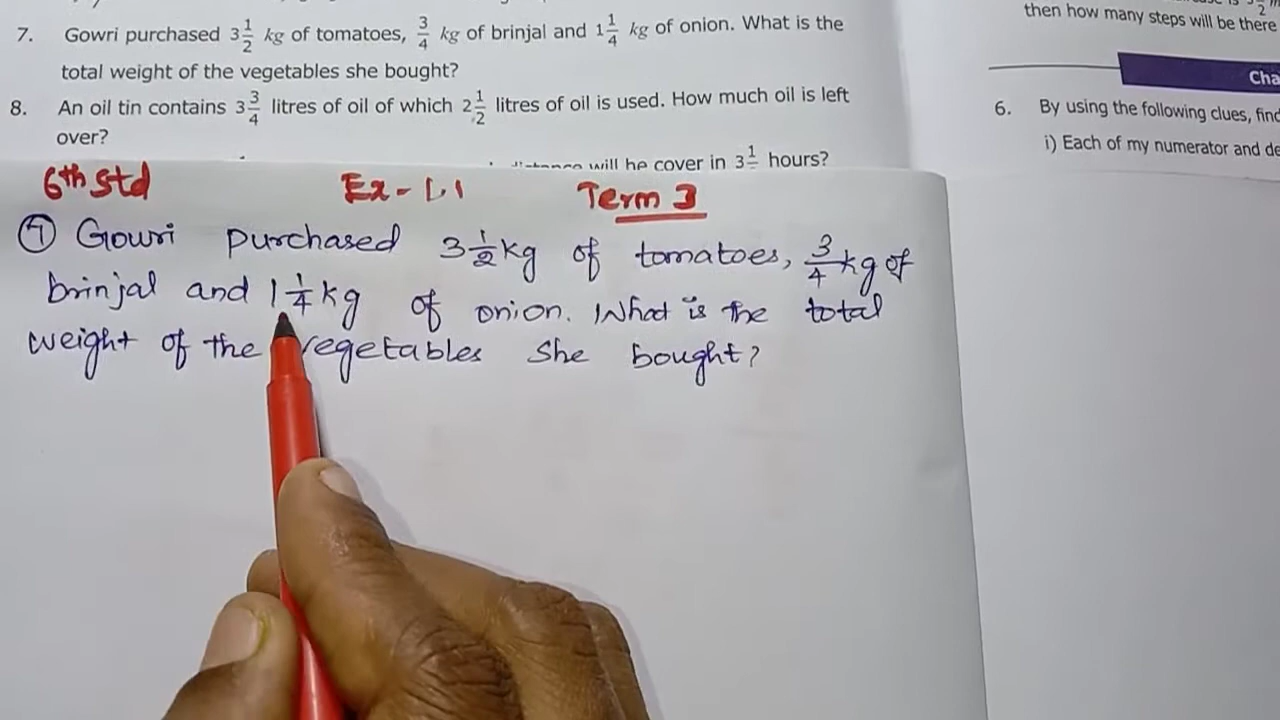 7. Gowri purchased 3 1/2 kg of tomatoes, 3/4 kg of brinjal and 1 1/4 kg of onion. What is the
total weight of the vegetables she bought?
8. An oil tin contains 3 3/4 litres of oil of which 2 1/2 litres of oil is used. How much oil is left
over?
will he cover in 3 1/2 hours?
then how many steps will be there
Cha
6. By using the following clues, find
i) Each of my numerator and de
6th Std Ex - 1.1 Term 3
7 Gowri purchased 3 1/2 kg of tomatoes, 3/4 kg of
brinjal and 1 1/4 kg of onion. What is the total
weight of the vegetables she bought?